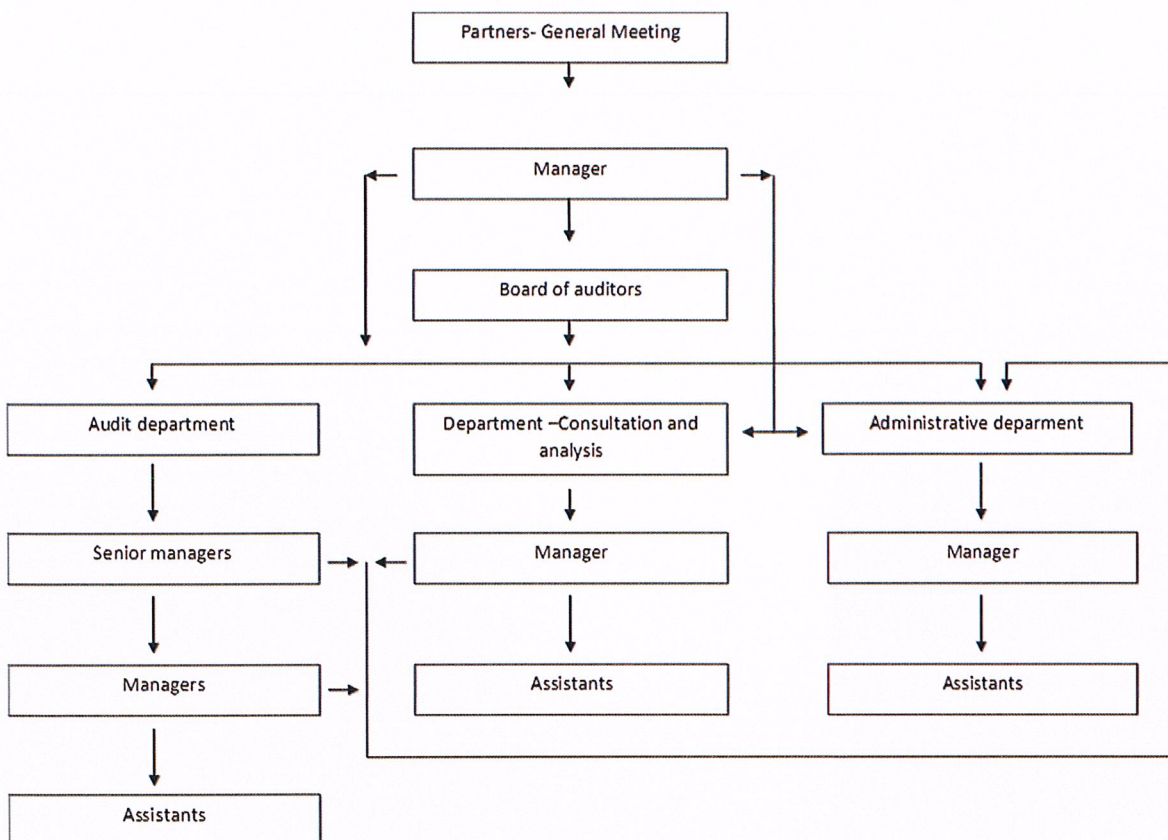 Partners- General Meeting
Manager
Board of auditors
Audit department
Department –Consultation and
analysis
Administrative deparment
Senior managers
Manager
Manager
Managers
Assistants
Assistants
Assistants